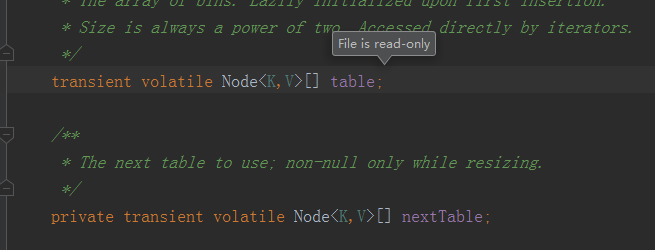 * The array of bins. Lazily initialized upon first insertion.
* Size is always a power of two. Accessed directly by iterators.
File is read-only
*/
transient volatile Node<K,V>[] table;
/**
* The next table to use; non-null only while resizing.
*/
private transient volatile Node<K,V>[] nextTable;